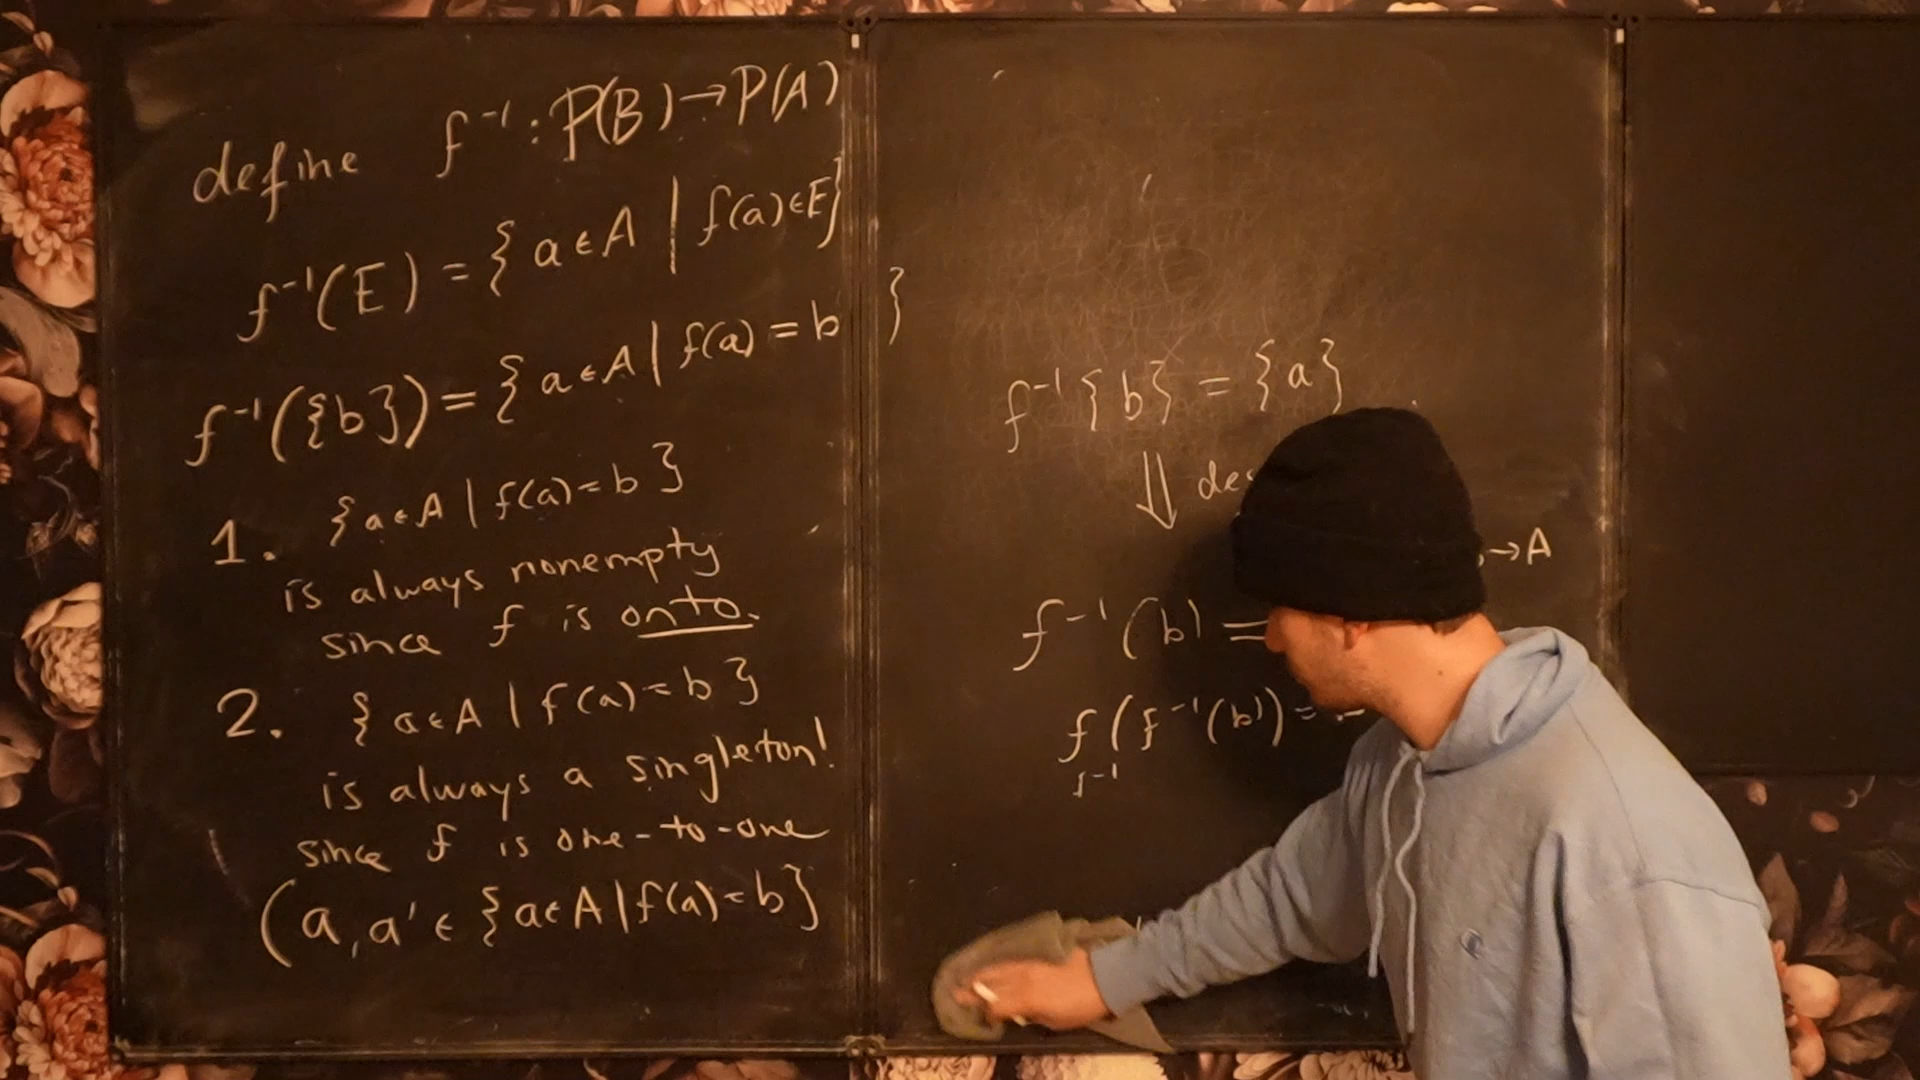 define f⁻¹ : P(B) → P(A)
f⁻¹(E) = { a ∈ A | f(a) ∈ E}
f⁻¹({b}) = { a ∈ A | f(a) = b }
1. { a ∈ A | f(a) = b }
is always nonempty
since f is onto.
2. { a ∈ A | f(a) = b }
is always a singleton!
since f is one-to-one
(a, a' ∈ {a ∈ A | f(a) = b}
f⁻¹{b} = {a}
⇓
→ A
f⁻¹(b) =
f(f⁻¹(b)) =
f⁻¹